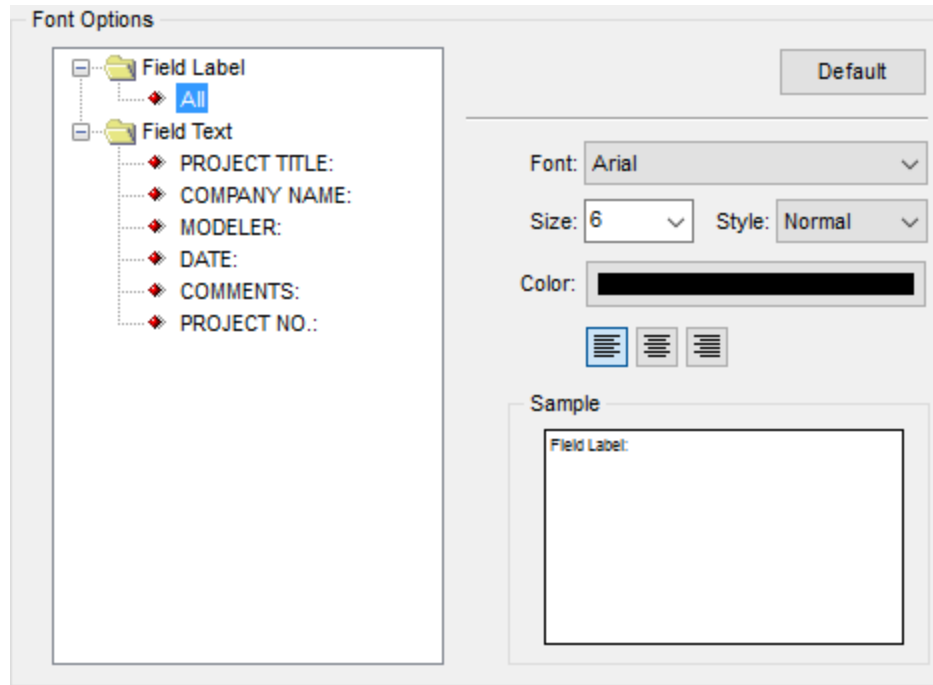 Font Options
Field Label
All
Field Text
PROJECT TITLE:
COMPANY NAME:
MODELER:
DATE:
COMMENTS:
PROJECT NO.:
Default
Font: Arial
Size: 6 Style: Normal
Color:
Sample
Field Label: